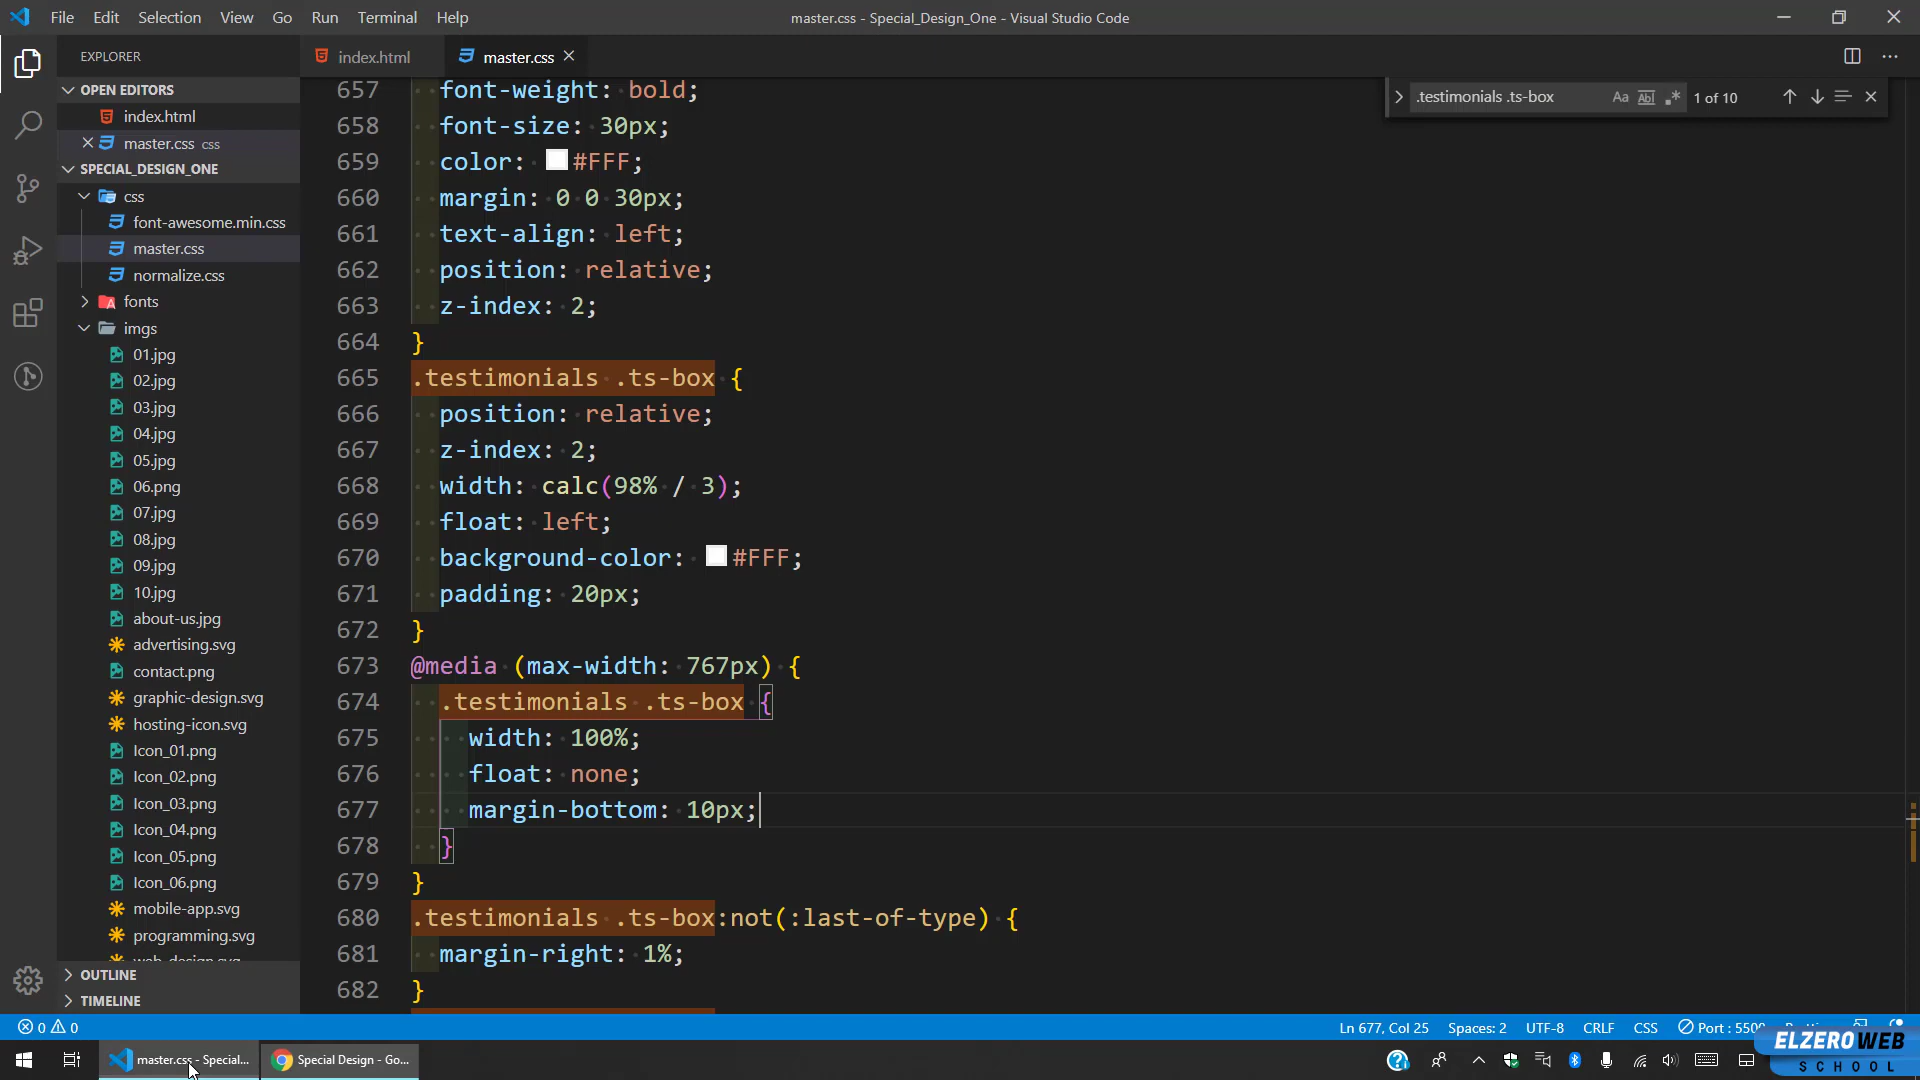 File Edit Selection View Go Run Terminal Help
master.css - Special_Design_One - Visual Studio Code
EXPLORER
OPEN EDITORS
index.html
master.css css
SPECIAL_DESIGN_ONE
css
font-awesome.min.css
master.css
normalize.css
fonts
imgs
01.jpg
02.jpg
03.jpg
04.jpg
05.jpg
06.png
07.jpg
08.jpg
09.jpg
10.jpg
about-us.jpg
advertising.svg
contact.png
graphic-design.svg
hosting-icon.svg
Icon_01.png
Icon_02.png
Icon_03.png
Icon_04.png
Icon_05.png
Icon_06.png
mobile-app.svg
programming.svg
web-design.svg
OUTLINE
TIMELINE
index.html
master.css
.testimonials .ts-box Aa Abl .* 1 of 10
657 font-weight: bold;
658 font-size: 30px;
659 color: #FFF;
660 margin: 0 0 30px;
661 text-align: left;
662 position: relative;
663 z-index: 2;
664 }
665 .testimonials .ts-box {
666 position: relative;
667 z-index: 2;
668 width: calc(98% / 3);
669 float: left;
670 background-color: #FFF;
671 padding: 20px;
672 }
673 @media (max-width: 767px) {
674 .testimonials .ts-box {
675 width: 100%;
676 float: none;
677 margin-bottom: 10px;
678 }
679 }
680 .testimonials .ts-box:not(:last-of-type) {
681 margin-right: 1%;
682 }
0 0
Ln 677, Col 25 Spaces: 2 UTF-8 CRLF CSS Port : 5500
master.css - Special...
Special Design - Go...
ELZEROWEB
SCHOOL